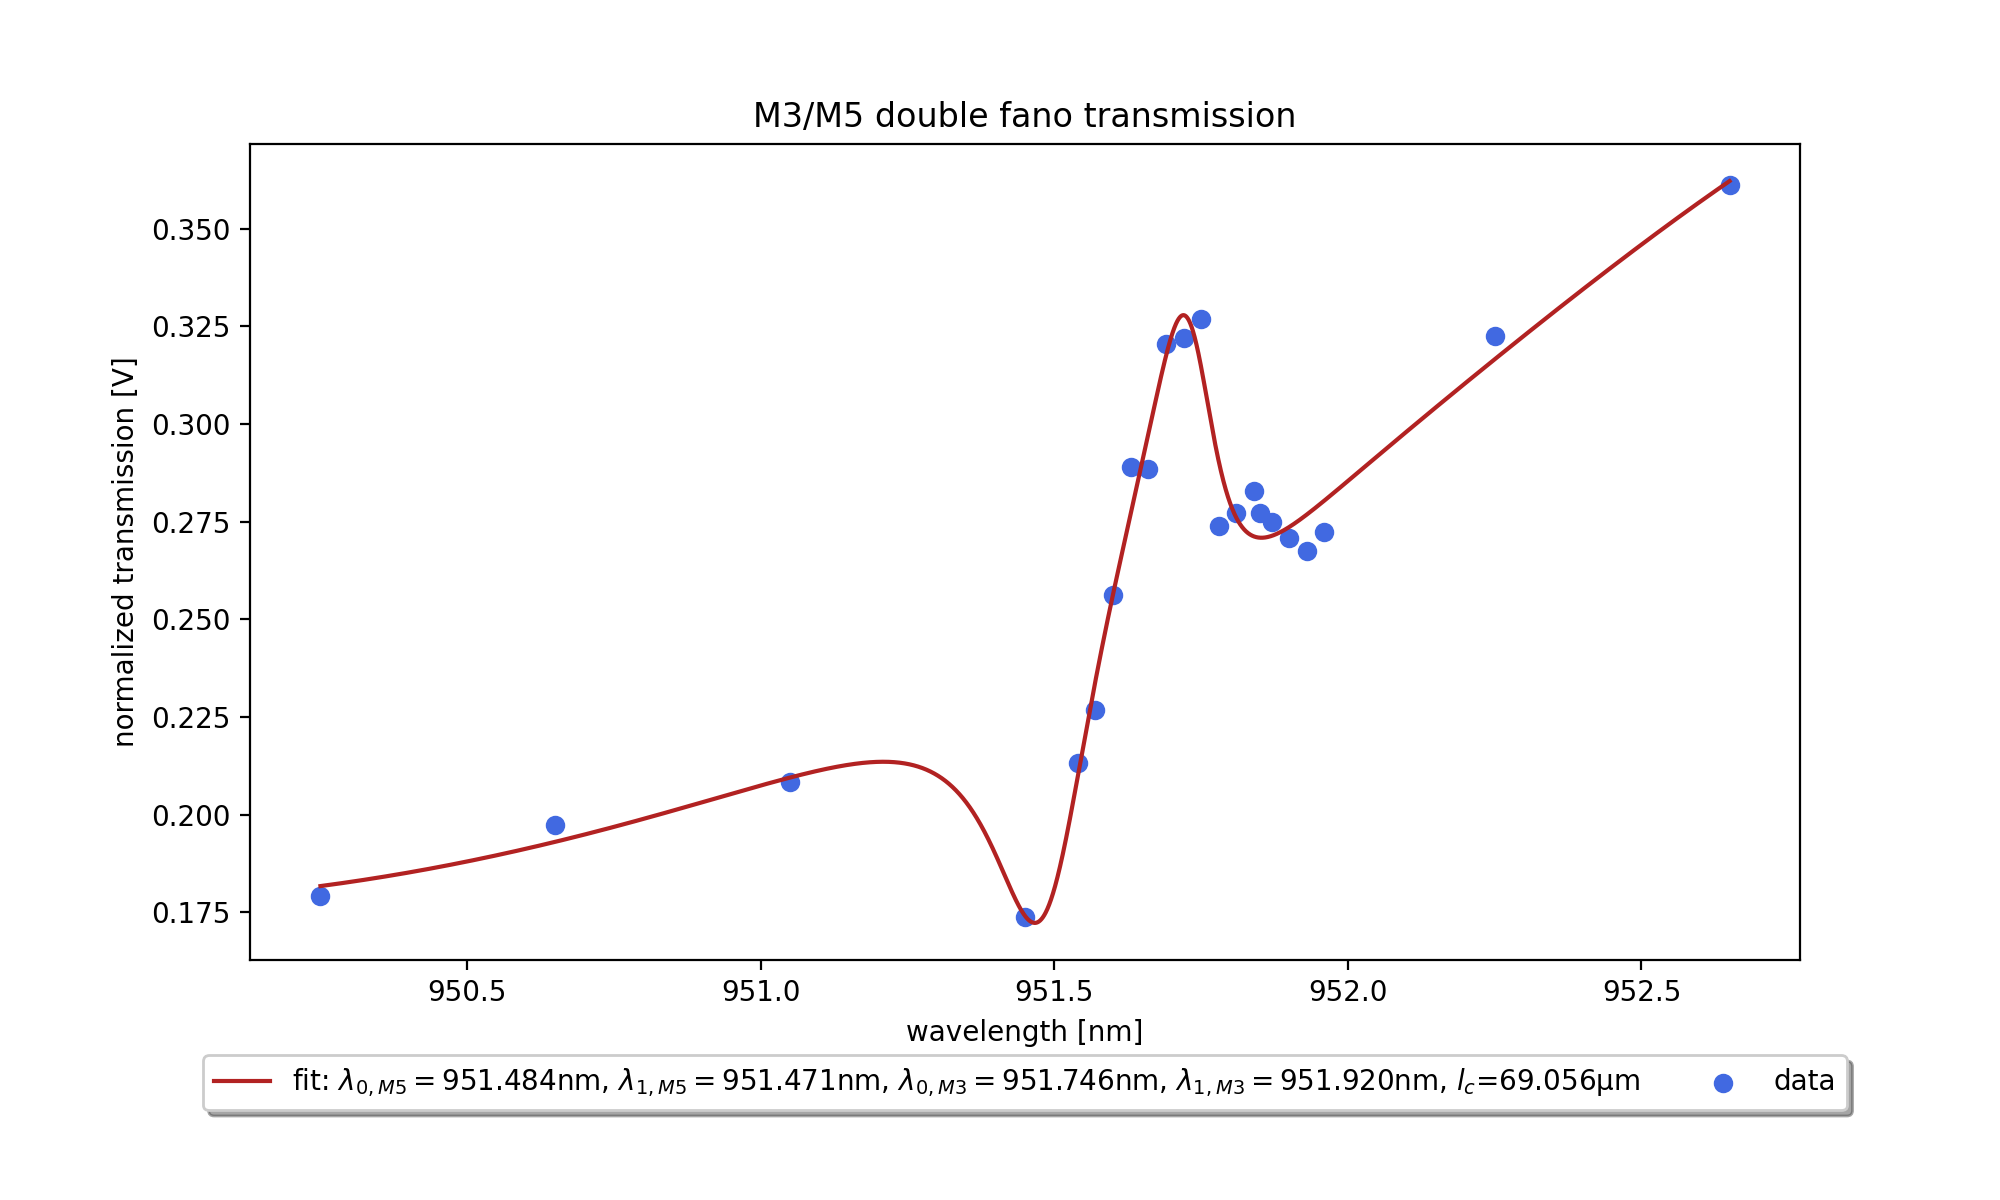 M3/M5 double fano transmission
normalized transmission [V]
0.350
0.325
0.300
0.275
0.250
0.225
0.200
0.175
950.5 951.0 951.5 952.0 952.5
wavelength [nm]
fit: λ₀,M5 = 951.484nm, λ₁,M5 = 951.471nm, λ₀,M3 = 951.746nm, λ₁,M3 = 951.920nm, l_c=69.056μm data